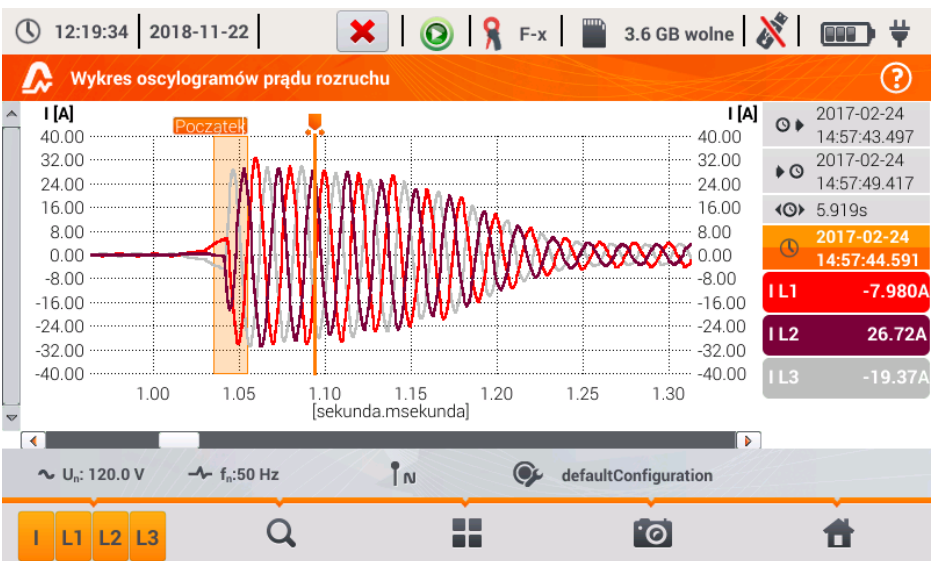 12:19:34 2018-11-22 F-x 3.6 GB wolne
Wykres oscylogramów prądu rozruchu ?
I [A] I [A]
Początek
40.00 40.00
32.00 32.00
24.00 24.00
16.00 16.00
8.00 8.00
0.00 0.00
-8.00 -8.00
-16.00 -16.00
-24.00 -24.00
-32.00 -32.00
-40.00 -40.00
1.00 1.05 1.10 1.15 1.20 1.25 1.30
[sekunda.msekunda]
2017-02-24
14:57:43.497
2017-02-24
14:57:49.417
5.919s
2017-02-24
14:57:44.591
I L1 -7.980A
I L2 26.72A
I L3 -19.37A
Un: 120.0 V fn:50 Hz N defaultConfiguration
I L1 L2 L3